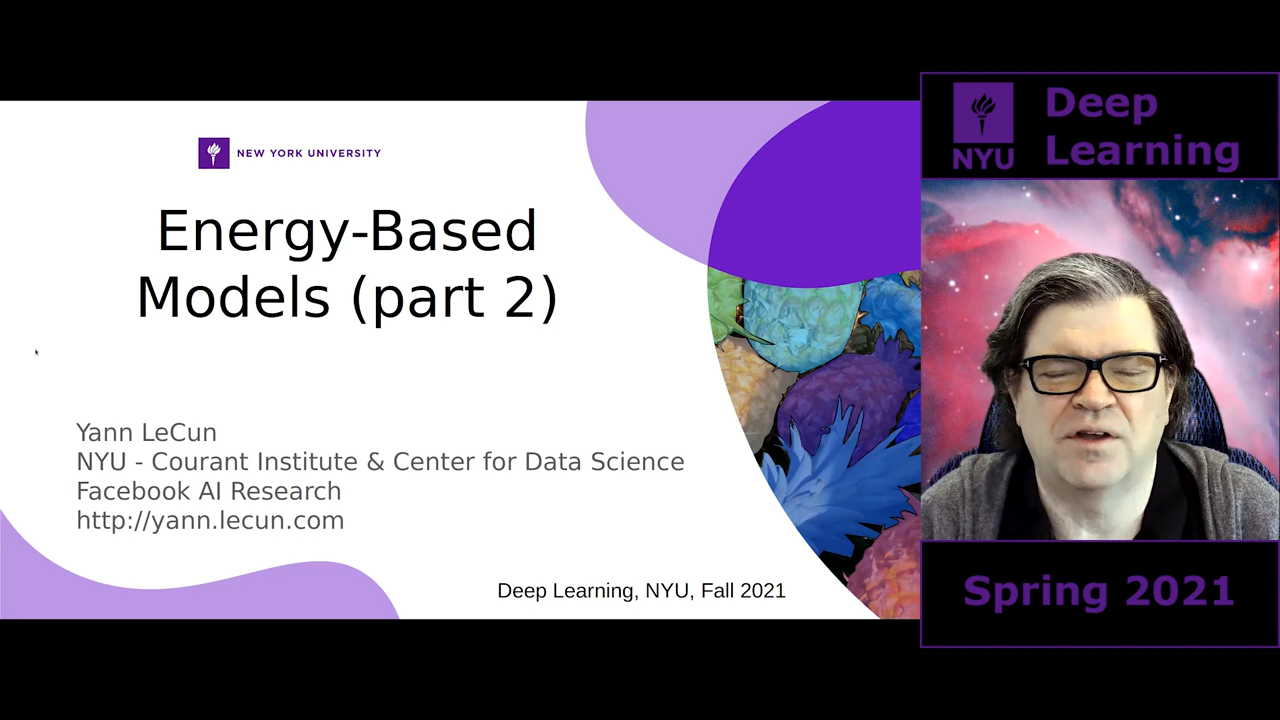 NEW YORK UNIVERSITY
Energy-Based
Models (part 2)
Yann LeCun
NYU - Courant Institute & Center for Data Science
Facebook AI Research
http://yann.lecun.com
Deep Learning, NYU, Fall 2021
NYU
Deep
Learning
Spring 2021